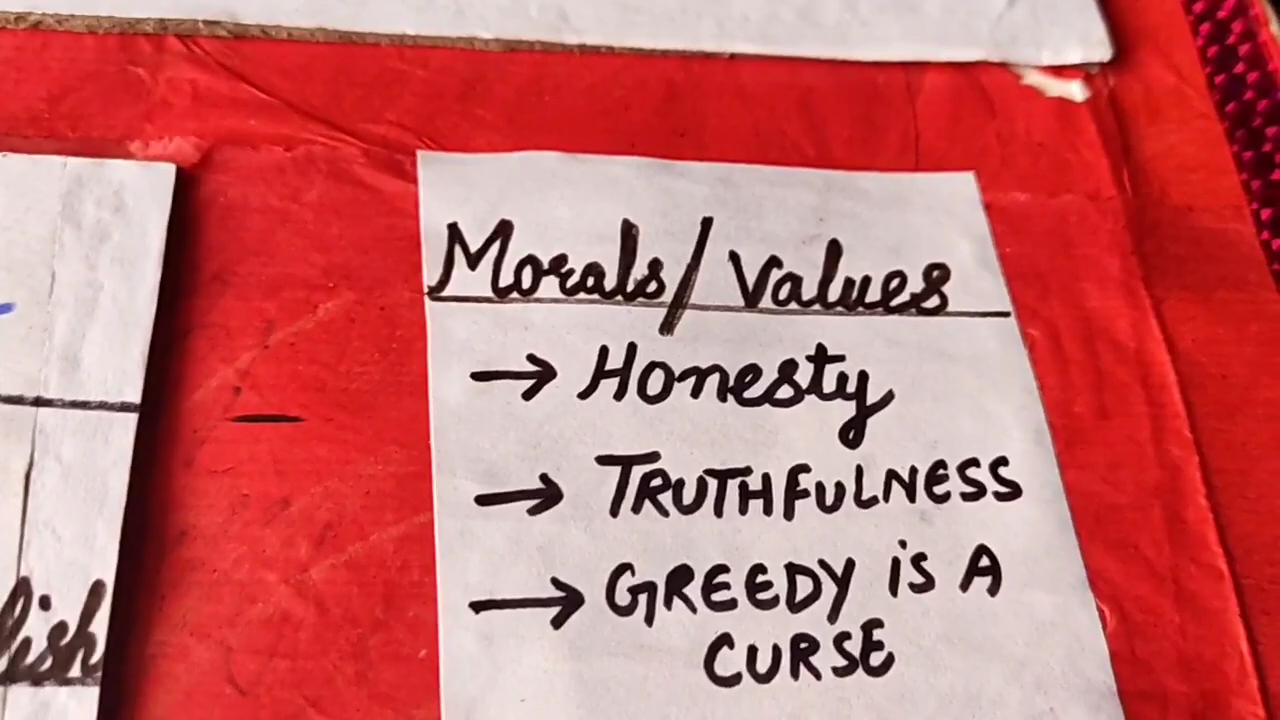 Morals/Values
→ Honesty
→ TRUTHFULNESS
→ GREEDY iS A
CURSE